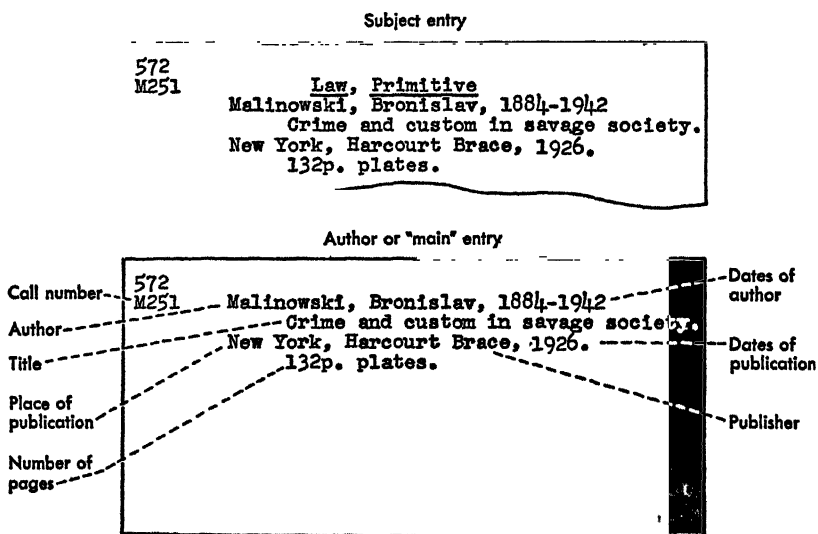 Subject entry
572
M251
Law, Primitive
Malinowski, Bronislav, 1884-1942
Crime and custom in savage society.
New York, Harcourt Brace, 1926.
132p. plates.
Author or "main" entry
572
M251
Malinowski, Bronislav, 1884-1942
Crime and custom in savage society.
New York, Harcourt Brace, 1926.
132p. plates.
Call number
Author
Title
Place of
publication
Number of
pages
Dates of
author
Dates of
publication
Publisher